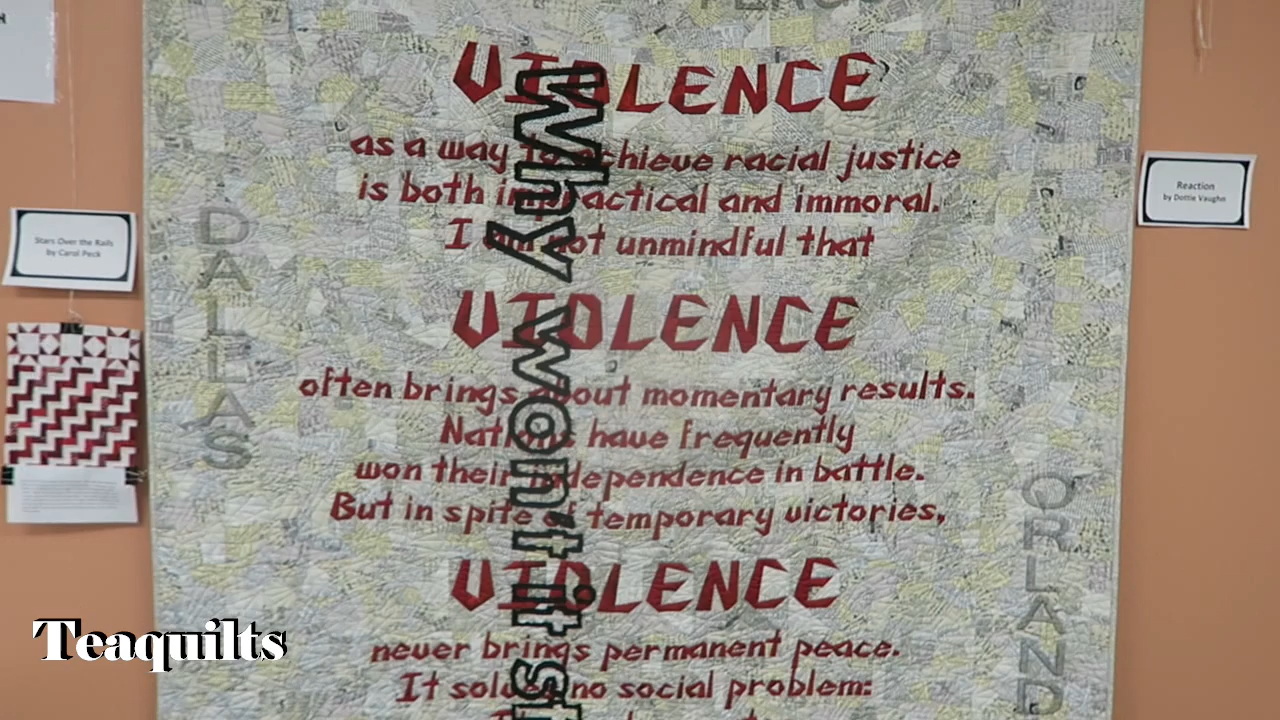 VIOLENCE
as a way to achieve racial justice
is both impractical and immoral.
I am not unmindful that
VIOLENCE
often brings about momentary results.
Nations have frequently
won their independence in battle.
But in spite of temporary victories,
VIOLENCE
never brings permanent peace.
It solves no social problem:
Why won't it
DALLAS
ORLAND
Stars Over the Rails
by Carol Peck
Reaction
by Dottie Vaughn
Teaquilts